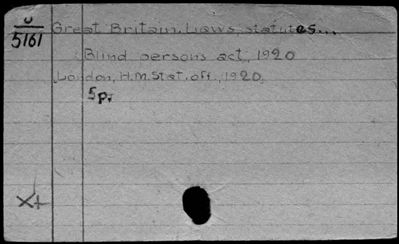 U
5161
Great Britain. Laws, statutes...
Blind persons act, 1920
London, H.M. Stat. off., 1920.
5p.
X+